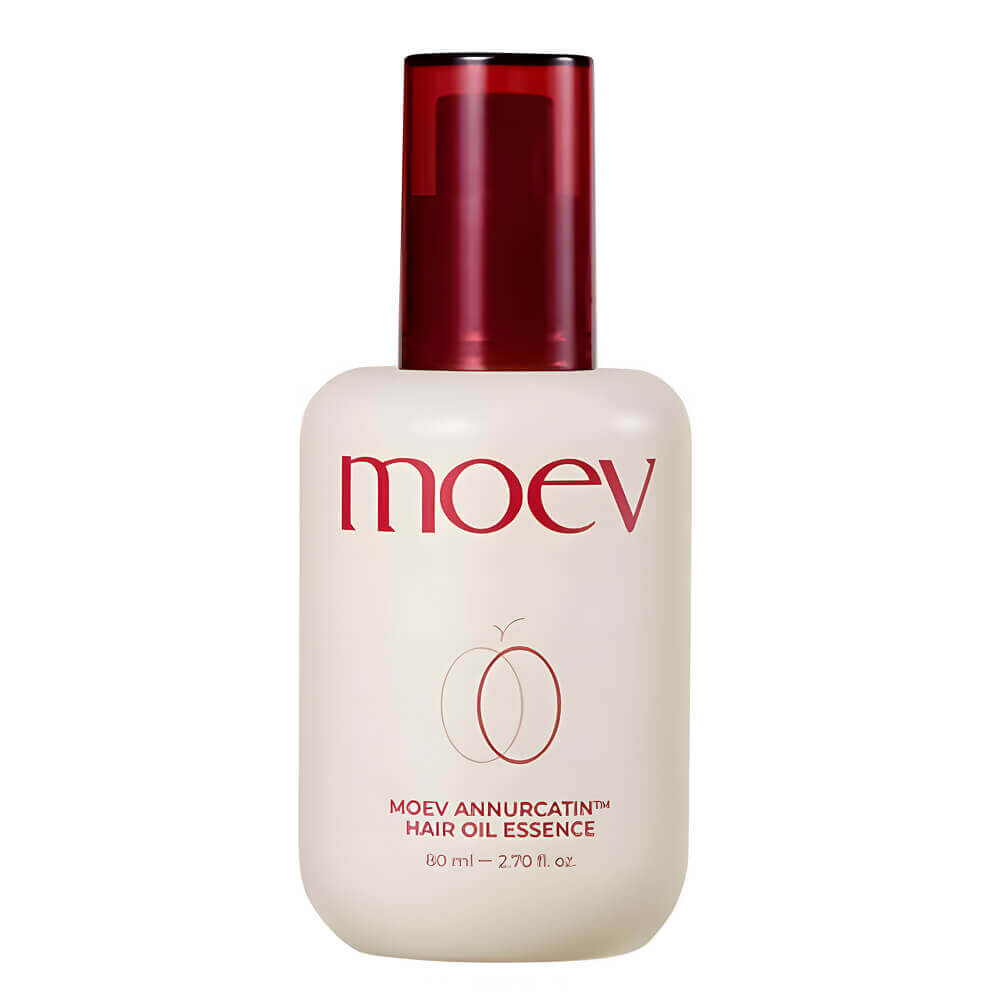 moev
MOEV ANNURCATIN™
HAIR OIL ESSENCE
80 ml — 2.70 fl. oz.